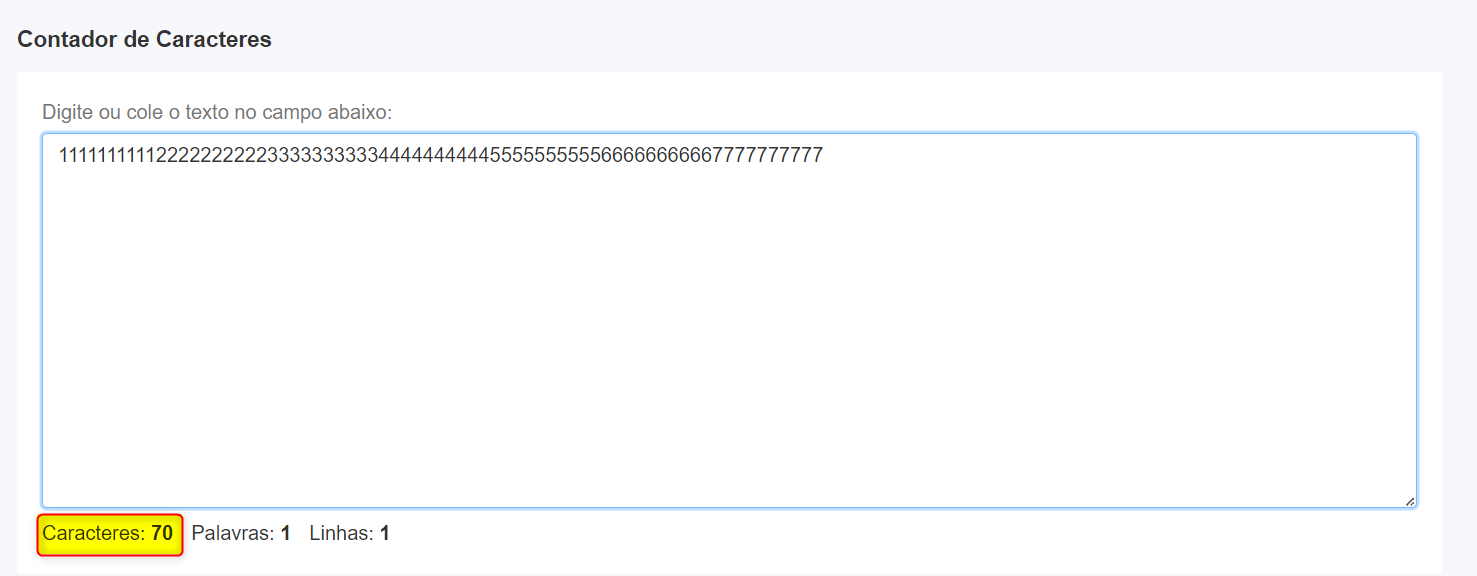 Contador de Caracteres
Digite ou cole o texto no campo abaixo:
1111111111222222222233333333334444444444555555555566666666667777777777
Caracteres: 70 Palavras: 1 Linhas: 1